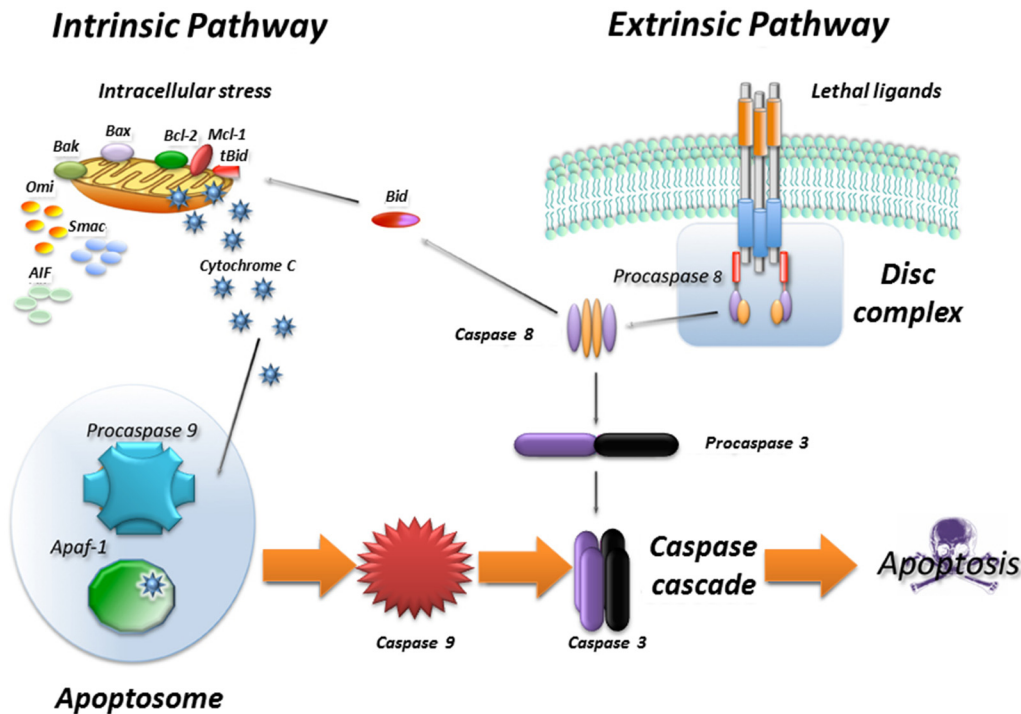 Intrinsic Pathway
Extrinsic Pathway
Intracellular stress
Lethal ligands
Bax
Bcl-2
Mcl-1
Bak
tBid
Omi
Bid
Smac
Cytochrome C
AIF
Procaspase 8
Disc
complex
Caspase 8
Procaspase 9
Procaspase 3
Apaf-1
Caspase
cascade
Apoptosis
Caspase 9
Caspase 3
Apoptosome